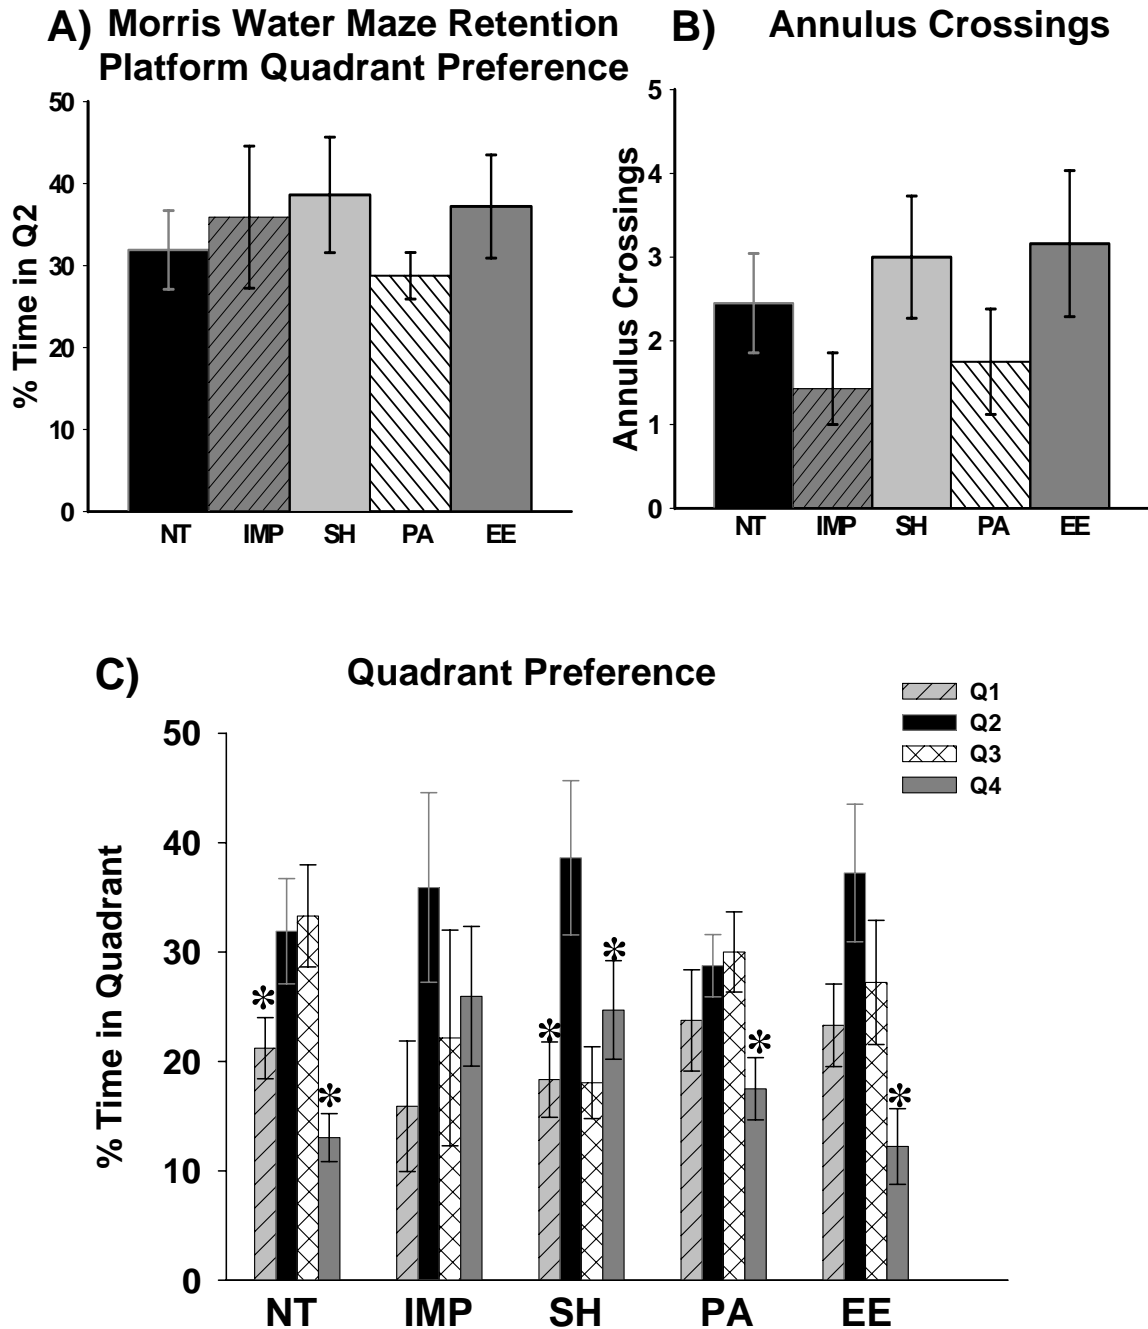 A) Morris Water Maze Retention
Platform Quadrant Preference
% Time in Q2
50
40
30
20
10
0
NT IMP SH PA EE
B) Annulus Crossings
Annulus Crossings
5
4
3
2
1
0
NT IMP SH PA EE
C) Quadrant Preference
Q1
Q2
Q3
Q4
% Time in Quadrant
50
40
30
20
10
0
*
*
*
*
*
*
NT IMP SH PA EE